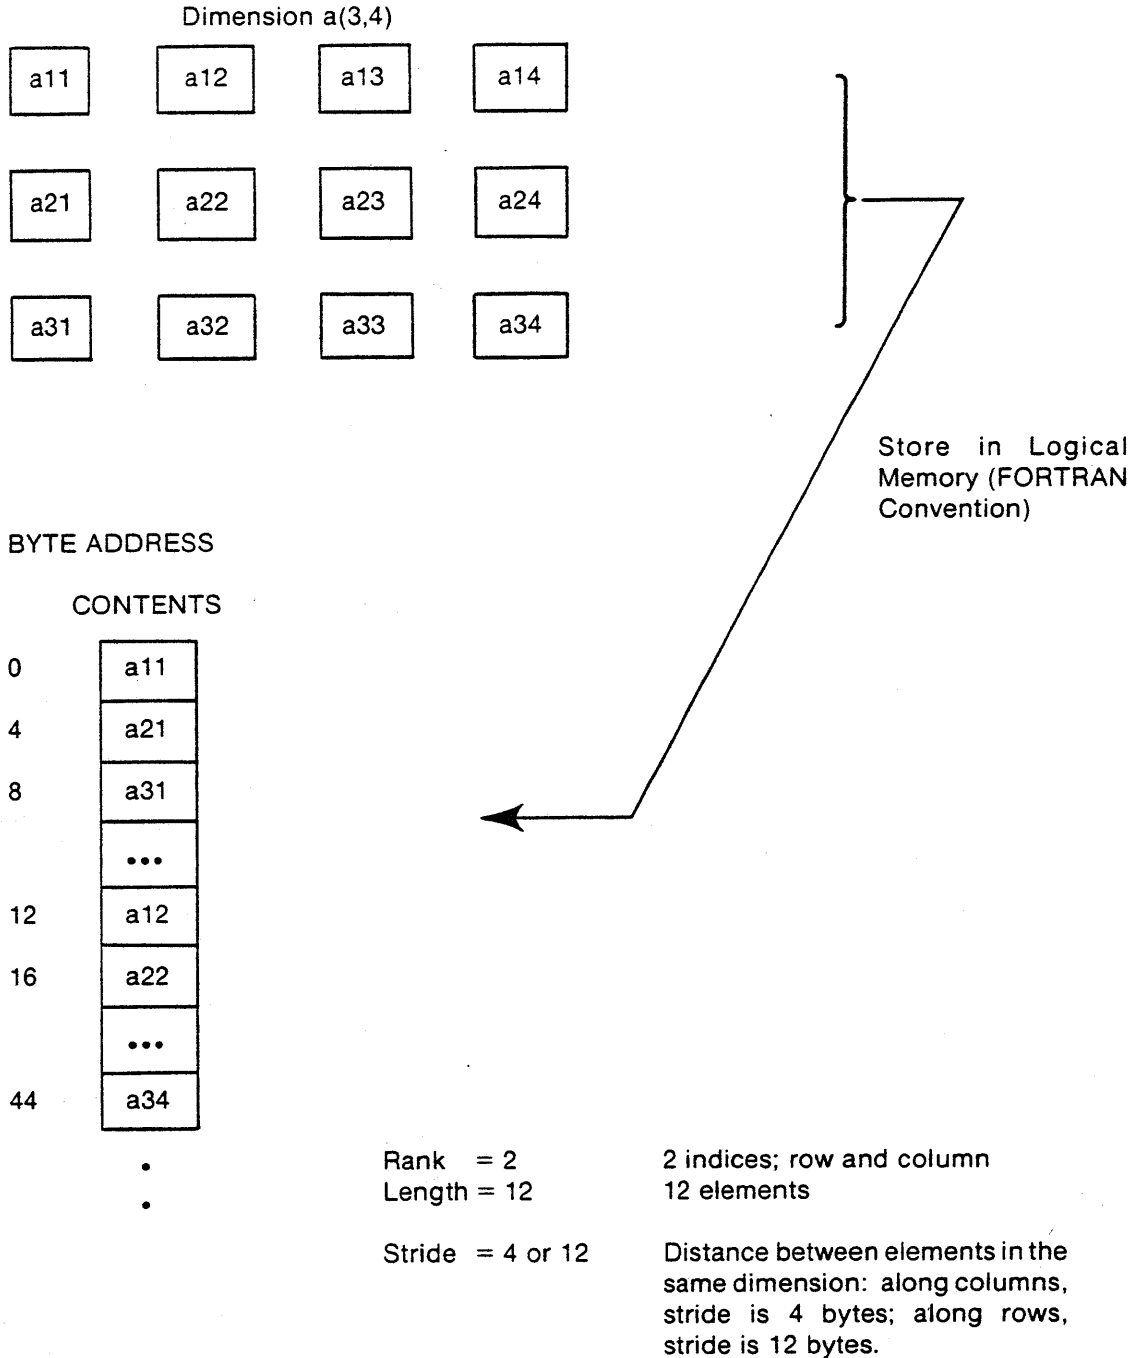 Dimension a(3,4)
a11 a12 a13 a14
a21 a22 a23 a24
a31 a32 a33 a34
Store in Logical
Memory (FORTRAN
Convention)
BYTE ADDRESS
CONTENTS
0 a11
4 a21
8 a31
•••
12 a12
16 a22
•••
44 a34
Rank = 2 2 indices; row and column
Length = 12 12 elements
Stride = 4 or 12 Distance between elements in the
same dimension: along columns,
stride is 4 bytes; along rows,
stride is 12 bytes.